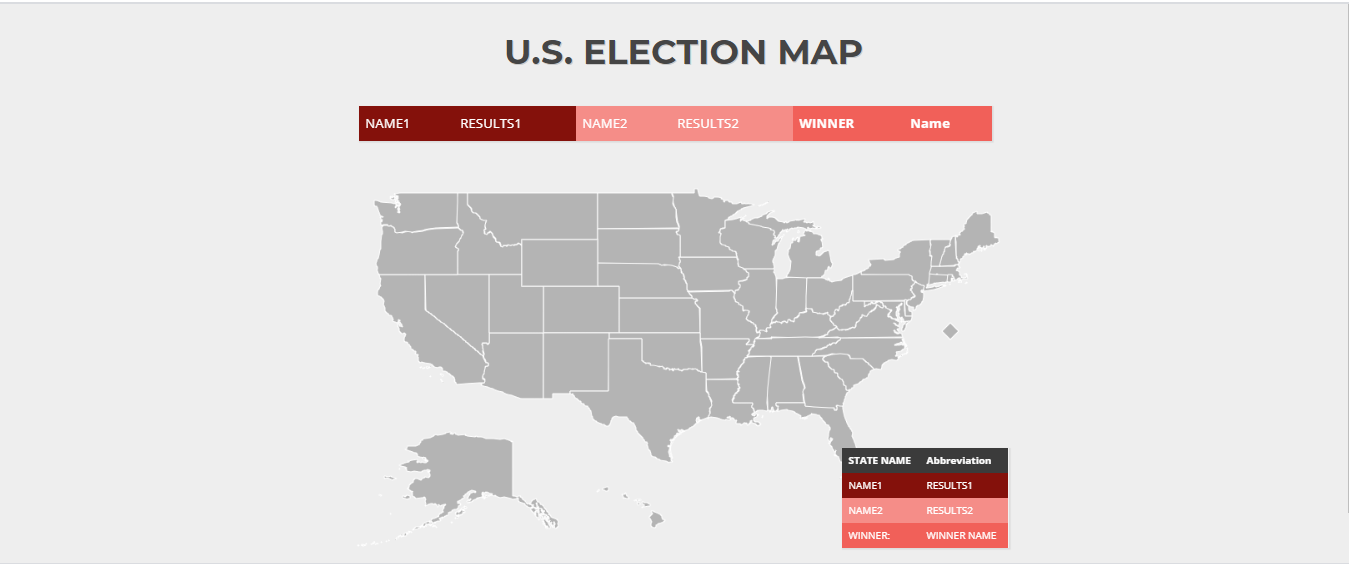 U.S. ELECTION MAP
NAME1 RESULTS1 NAME2 RESULTS2 WINNER Name
STATE NAME Abbreviation
NAME1 RESULTS1
NAME2 RESULTS2
WINNER: WINNER NAME